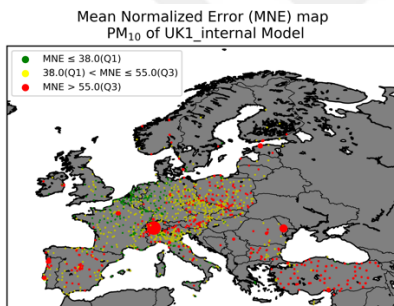 Mean Normalized Error (MNE) map
PM₁₀ of UK1_internal Model
MNE ≤ 38.0(Q1)
38.0(Q1) < MNE ≤ 55.0(Q3)
MNE > 55.0(Q3)